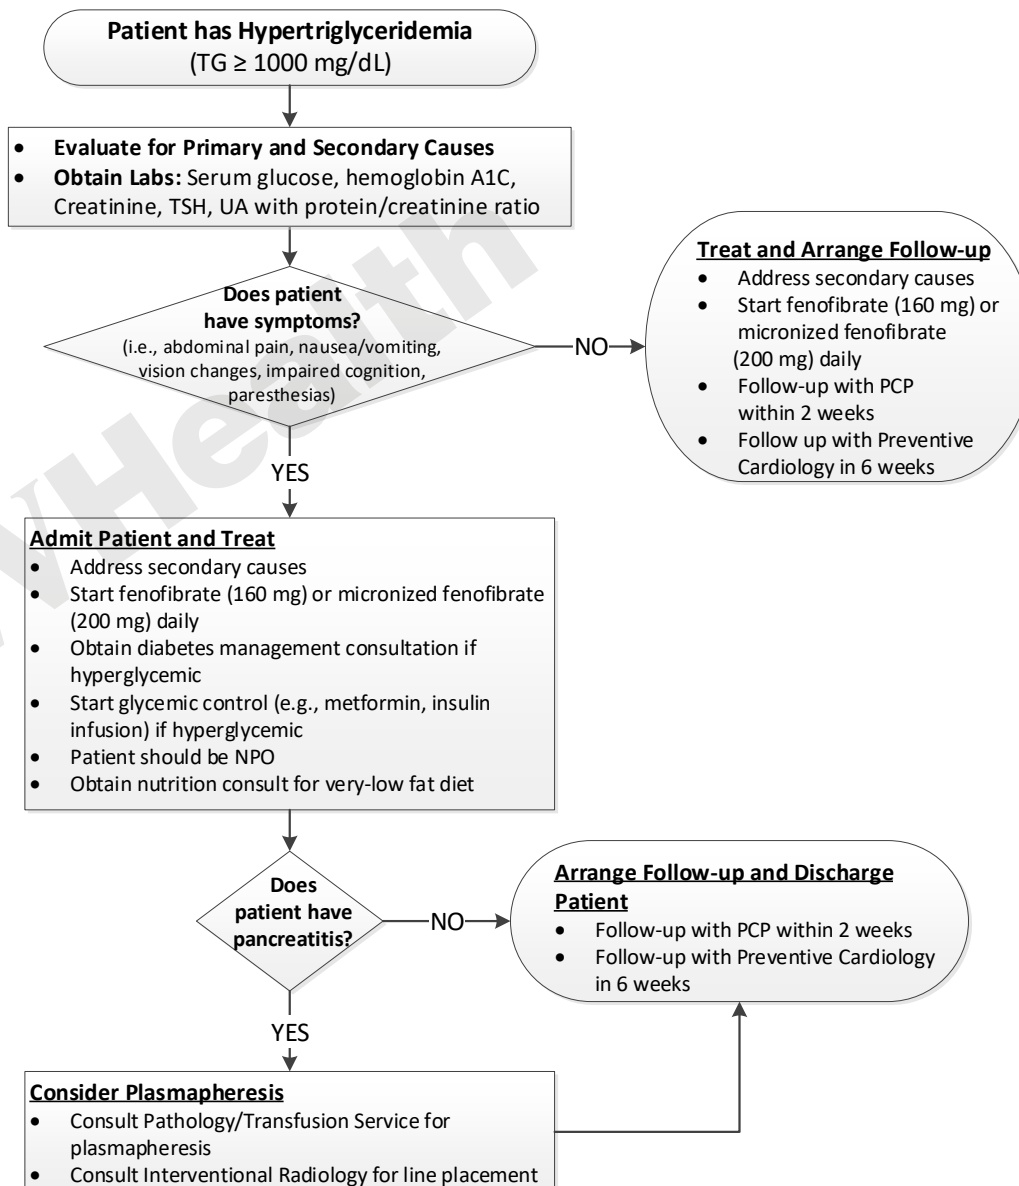 Patient has Hypertriglyceridemia
(TG ≥ 1000 mg/dL)
• Evaluate for Primary and Secondary Causes
• Obtain Labs: Serum glucose, hemoglobin A1C,
Creatinine, TSH, UA with protein/creatinine ratio
Does patient
have symptoms?
(i.e., abdominal pain, nausea/vomiting,
vision changes, impaired cognition,
paresthesias)
NO
Treat and Arrange Follow-up
• Address secondary causes
• Start fenofibrate (160 mg) or
micronized fenofibrate
(200 mg) daily
• Follow-up with PCP
within 2 weeks
• Follow up with Preventive
Cardiology in 6 weeks
YES
Admit Patient and Treat
• Address secondary causes
• Start fenofibrate (160 mg) or micronized fenofibrate
(200 mg) daily
• Obtain diabetes management consultation if
hyperglycemic
• Start glycemic control (e.g., metformin, insulin
infusion) if hyperglycemic
• Patient should be NPO
• Obtain nutrition consult for very-low fat diet
Does
patient have
pancreatitis?
NO
Arrange Follow-up and Discharge
Patient
• Follow-up with PCP within 2 weeks
• Follow-up with Preventive Cardiology
in 6 weeks
YES
Consider Plasmapheresis
• Consult Pathology/Transfusion Service for
plasmapheresis
• Consult Interventional Radiology for line placement
Health